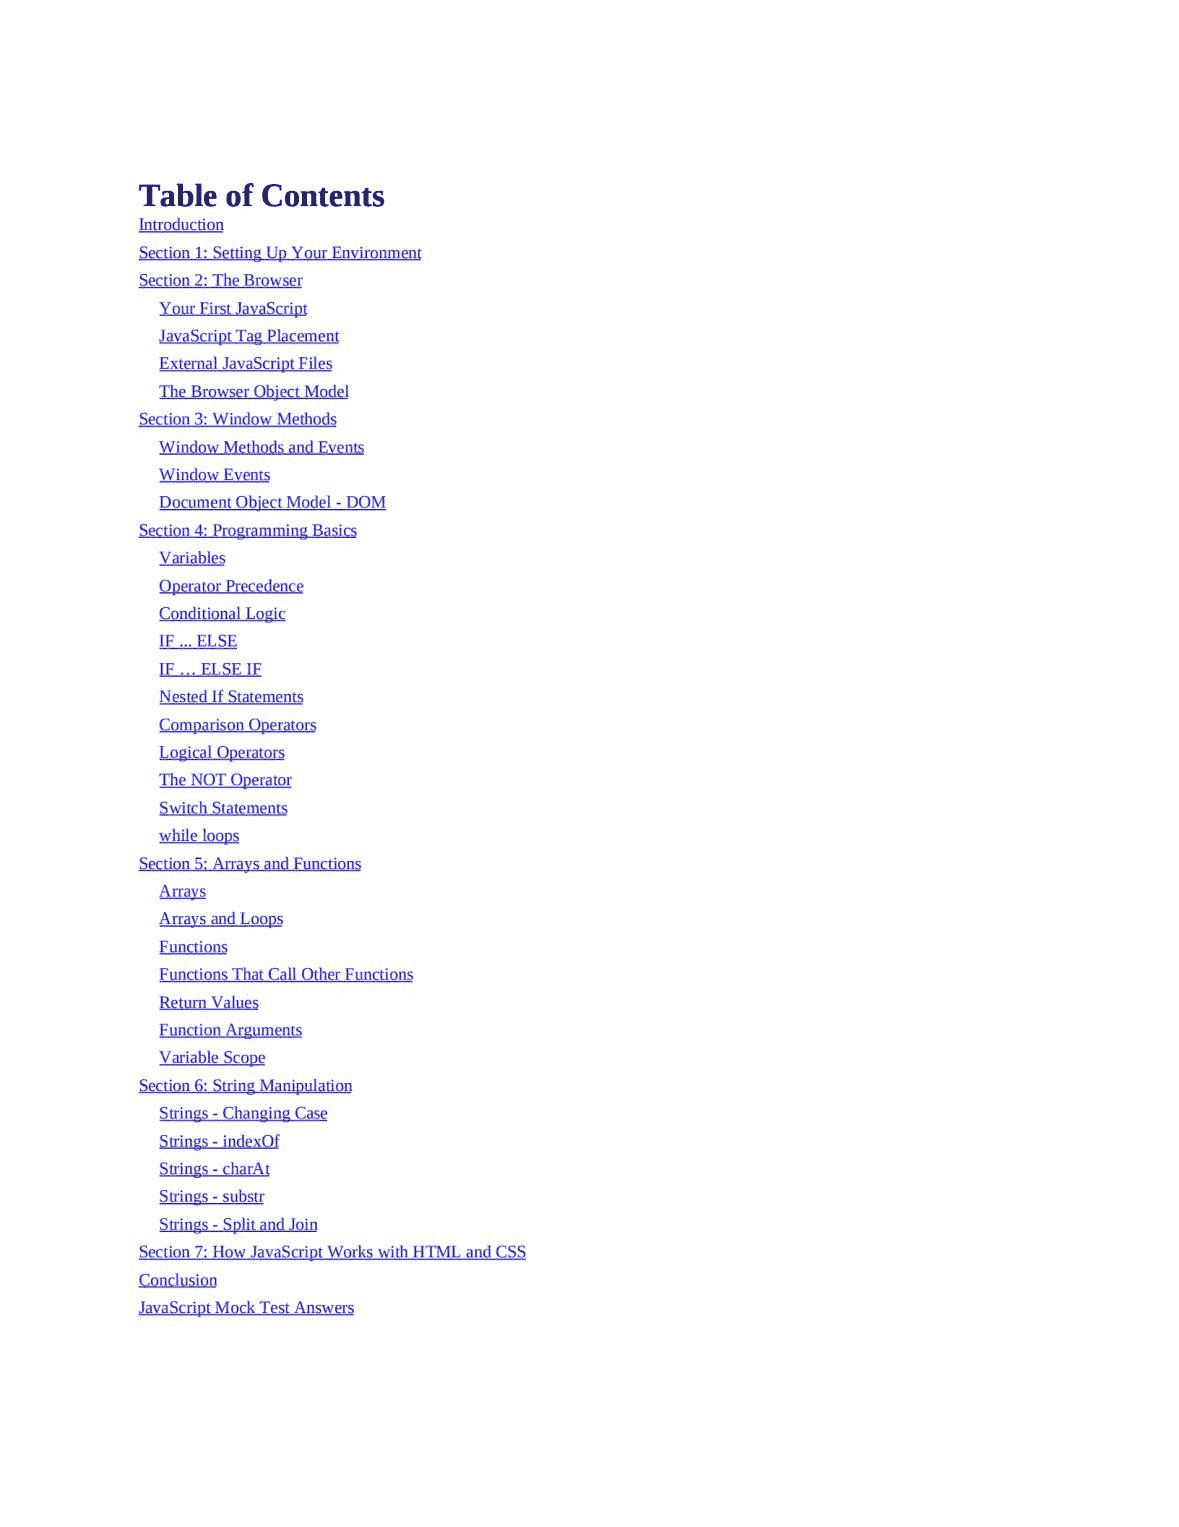 Table of Contents
Introduction
Section 1: Setting Up Your Environment
Section 2: The Browser
Your First JavaScript
JavaScript Tag Placement
External JavaScript Files
The Browser Object Model
Section 3: Window Methods
Window Methods and Events
Window Events
Document Object Model - DOM
Section 4: Programming Basics
Variables
Operator Precedence
Conditional Logic
IF ... ELSE
IF … ELSE IF
Nested If Statements
Comparison Operators
Logical Operators
The NOT Operator
Switch Statements
while loops
Section 5: Arrays and Functions
Arrays
Arrays and Loops
Functions
Functions That Call Other Functions
Return Values
Function Arguments
Variable Scope
Section 6: String Manipulation
Strings - Changing Case
Strings - indexOf
Strings - charAt
Strings - substr
Strings - Split and Join
Section 7: How JavaScript Works with HTML and CSS
Conclusion
JavaScript Mock Test Answers